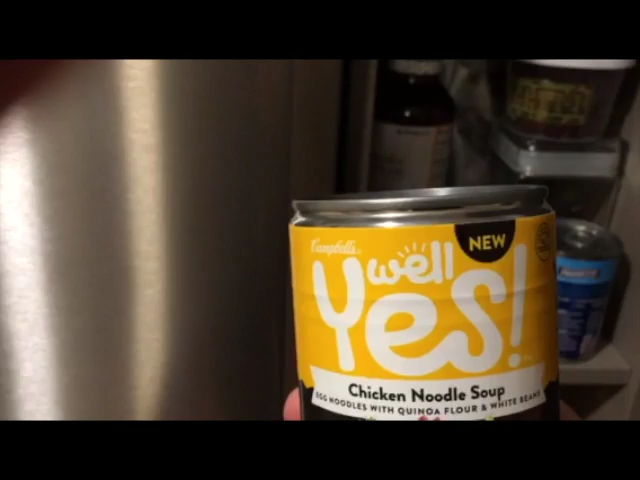 Campbell's
NEW
well
Yes!
Chicken Noodle Soup
EGG NOODLES WITH QUINOA FLOUR & WHITE BEANS